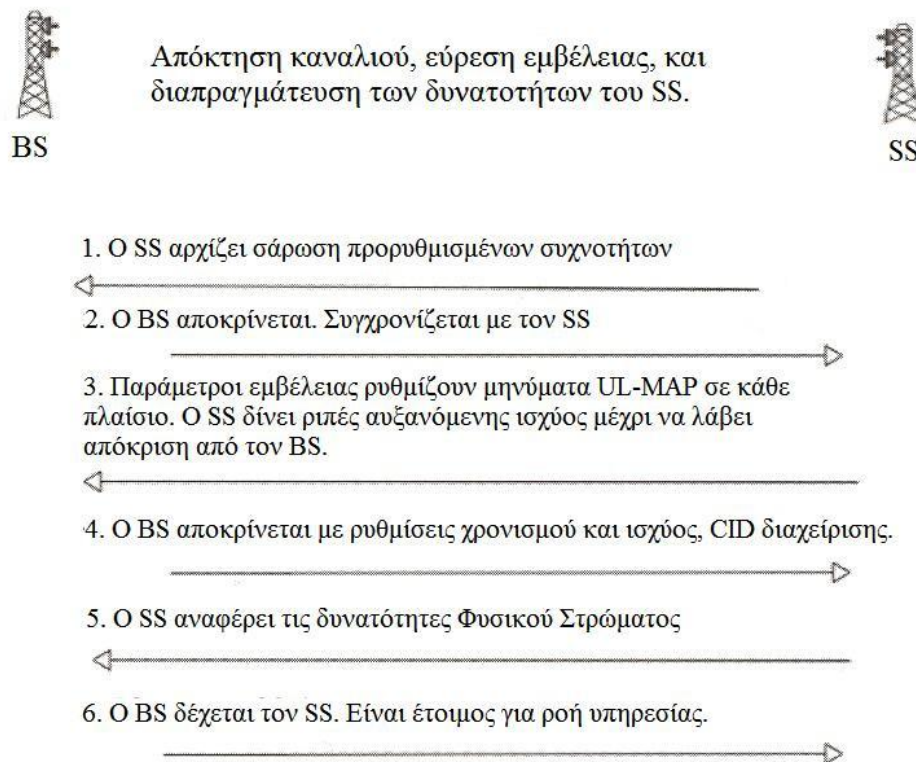 Απόκτηση καναλιού, εύρεση εμβέλειας, και
διαπραγμάτευση των δυνατοτήτων του SS.
BS
SS
1. Ο SS αρχίζει σάρωση προρυθμισμένων συχνοτήτων
2. Ο BS αποκρίνεται. Συγχρονίζεται με τον SS
3. Παράμετροι εμβέλειας ρυθμίζουν μηνύματα UL-MAP σε κάθε
πλαίσιο. Ο SS δίνει ριπές αυξανόμενης ισχύος μέχρι να λάβει
απόκριση από τον BS.
4. Ο BS αποκρίνεται με ρυθμίσεις χρονισμού και ισχύος, CID διαχείρισης.
5. Ο SS αναφέρει τις δυνατότητες Φυσικού Στρώματος
6. Ο BS δέχεται τον SS. Είναι έτοιμος για ροή υπηρεσίας.